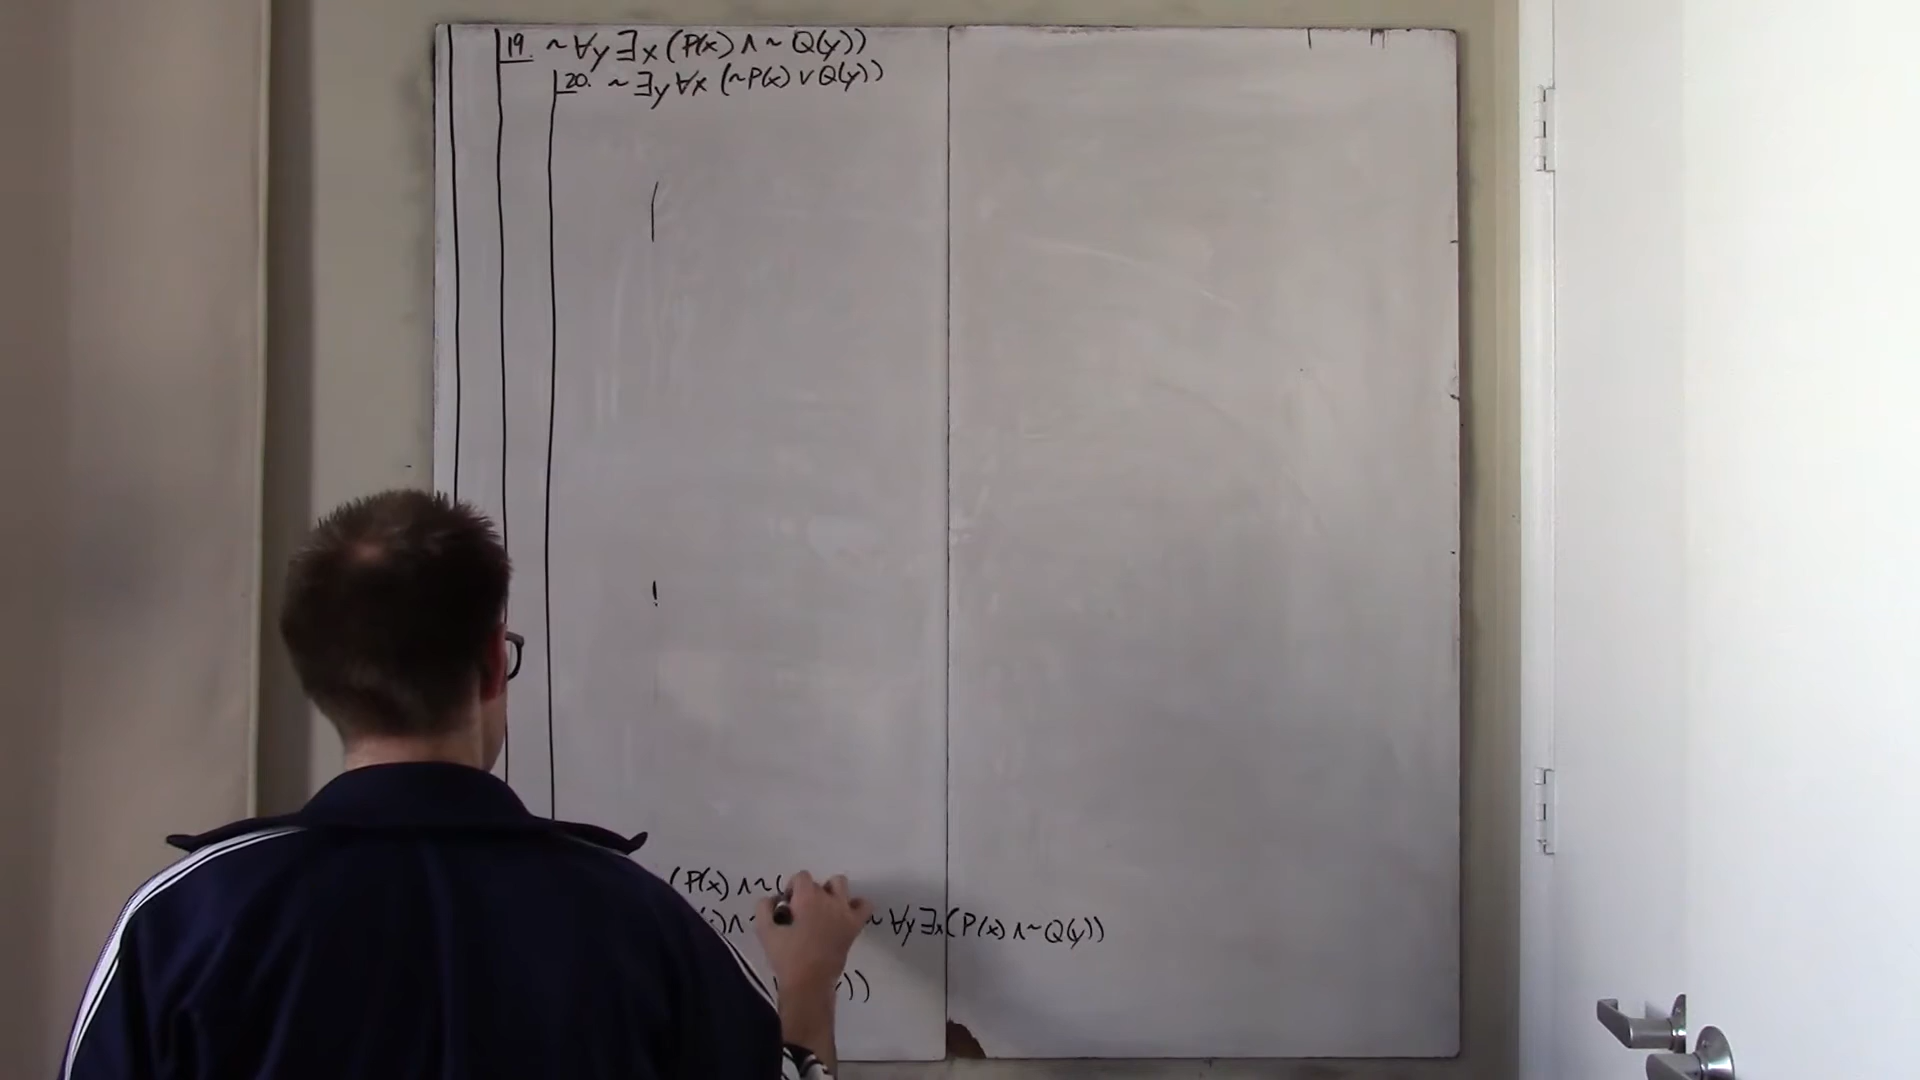 19. ~∀y∃x(P(x)∧~Q(y))
20. ~∃y∀x(~P(x)∨Q(y))
(P(x)∧~(
)∧~ ~∀y∃x(P(x)∧~Q(y))
))